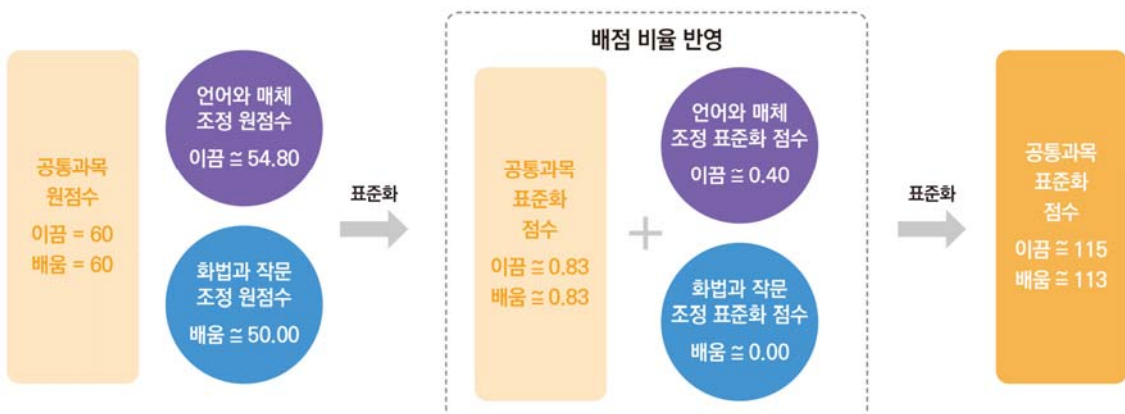 공통과목
원점수
이끔 = 60
배움 = 60
언어와 매체
조정 원점수
이끔 ≅ 54.80
화법과 작문
조정 원점수
배움 ≅ 50.00
표준화
배점 비율 반영
공통과목
표준화
점수
이끔 ≅ 0.83
배움 ≅ 0.83
+
언어와 매체
조정 표준화 점수
이끔 ≅ 0.40
화법과 작문
조정 표준화 점수
배움 ≅ 0.00
표준화
공통과목
표준화
점수
이끔 ≅ 115
배움 ≅ 113